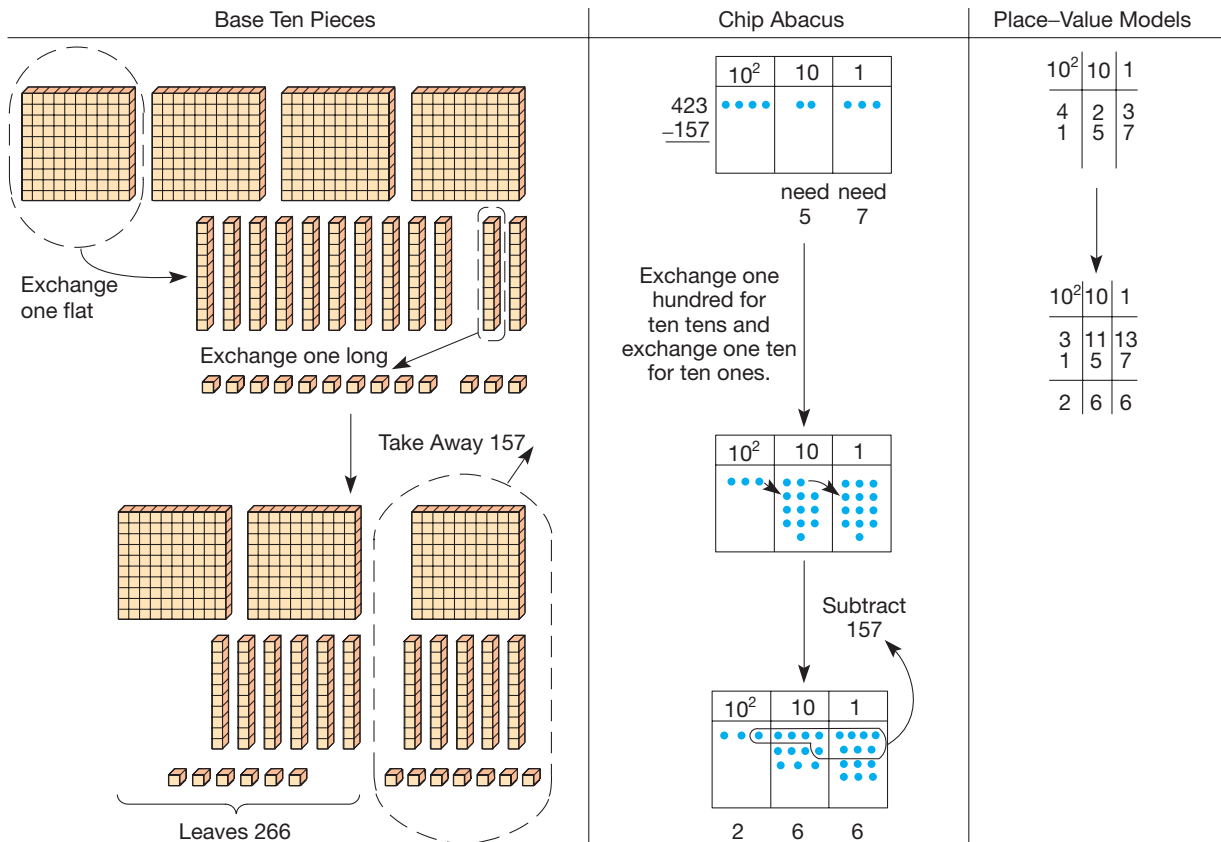 Base Ten Pieces
Exchange
one flat
Exchange one long
Take Away 157
Leaves 266
Chip Abacus
10² 10 1
423
–157
need need
5 7
Exchange one
hundred for
ten tens and
exchange one ten
for ten ones.
10² 10 1
Subtract
157
10² 10 1
2 6 6
Place–Value Models
10² 10 1
4 2 3
1 5 7
10² 10 1
3 11 13
1 5 7
2 6 6